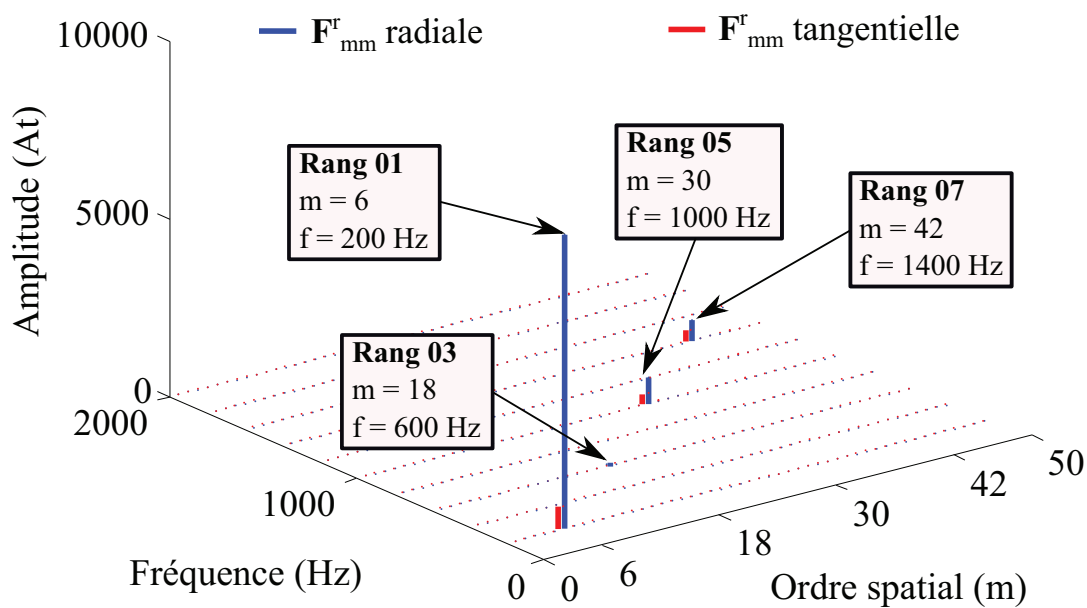 F^r_mm radiale
F^r_mm tangentielle
Amplitude (At)
10000
5000
0
Rang 01
m = 6
f = 200 Hz
Rang 05
m = 30
f = 1000 Hz
Rang 07
m = 42
f = 1400 Hz
Rang 03
m = 18
f = 600 Hz
2000
1000
0
Fréquence (Hz)
0
6
18
30
42
50
Ordre spatial (m)